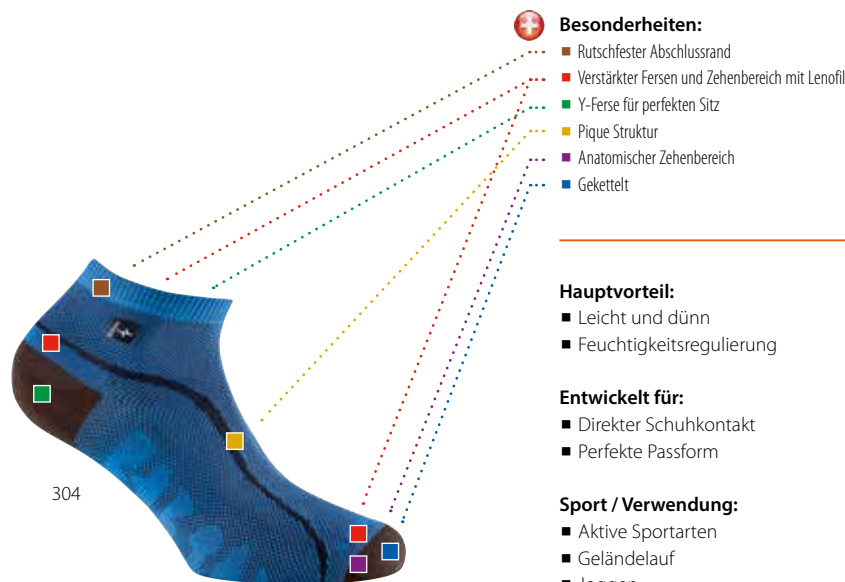 Besonderheiten:
Rutschfester Abschlussrand
Verstärkter Fersen und Zehenbereich mit Lenofil
Y-Ferse für perfekten Sitz
Pique Struktur
Anatomischer Zehenbereich
Gekettelt
Hauptvorteil:
Leicht und dünn
Feuchtigkeitsregulierung
Entwickelt für:
Direkter Schuhkontakt
Perfekte Passform
304
Sport / Verwendung:
Aktive Sportarten
Geländelauf